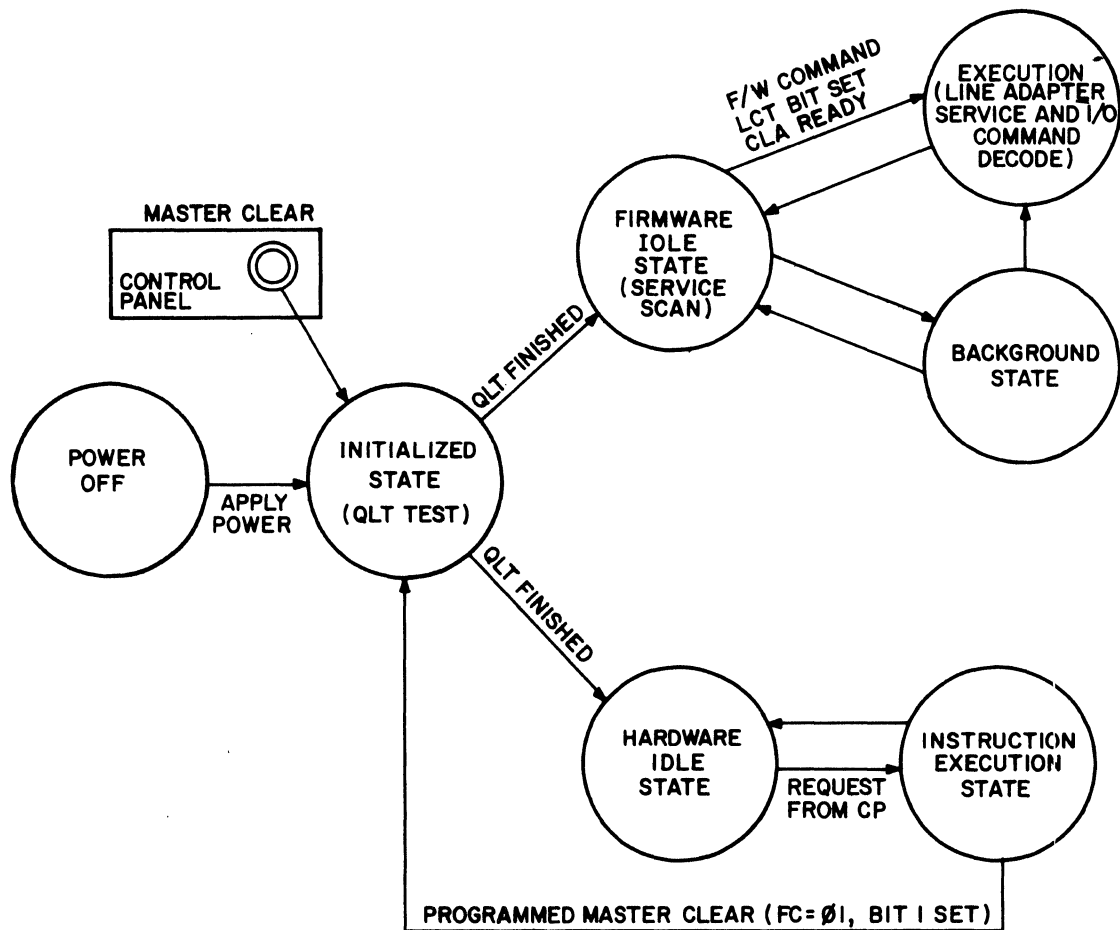 F/W COMMAND
LCT BIT SET
CLA READY
EXECUTION
(LINE ADAPTER
SERVICE AND I/O
COMMAND
DECODE)
MASTER CLEAR
CONTROL
PANEL
FIRMWARE
IOLE
STATE
(SERVICE
SCAN)
BACKGROUND
STATE
QLT FINISHED
POWER
OFF
APPLY
POWER
INITIALIZED
STATE
(QLT TEST)
QLT FINISHED
HARDWARE
IDLE
STATE
REQUEST
FROM CP
INSTRUCTION
EXECUTION
STATE
PROGRAMMED MASTER CLEAR (FC=Ø1, BIT 1 SET)